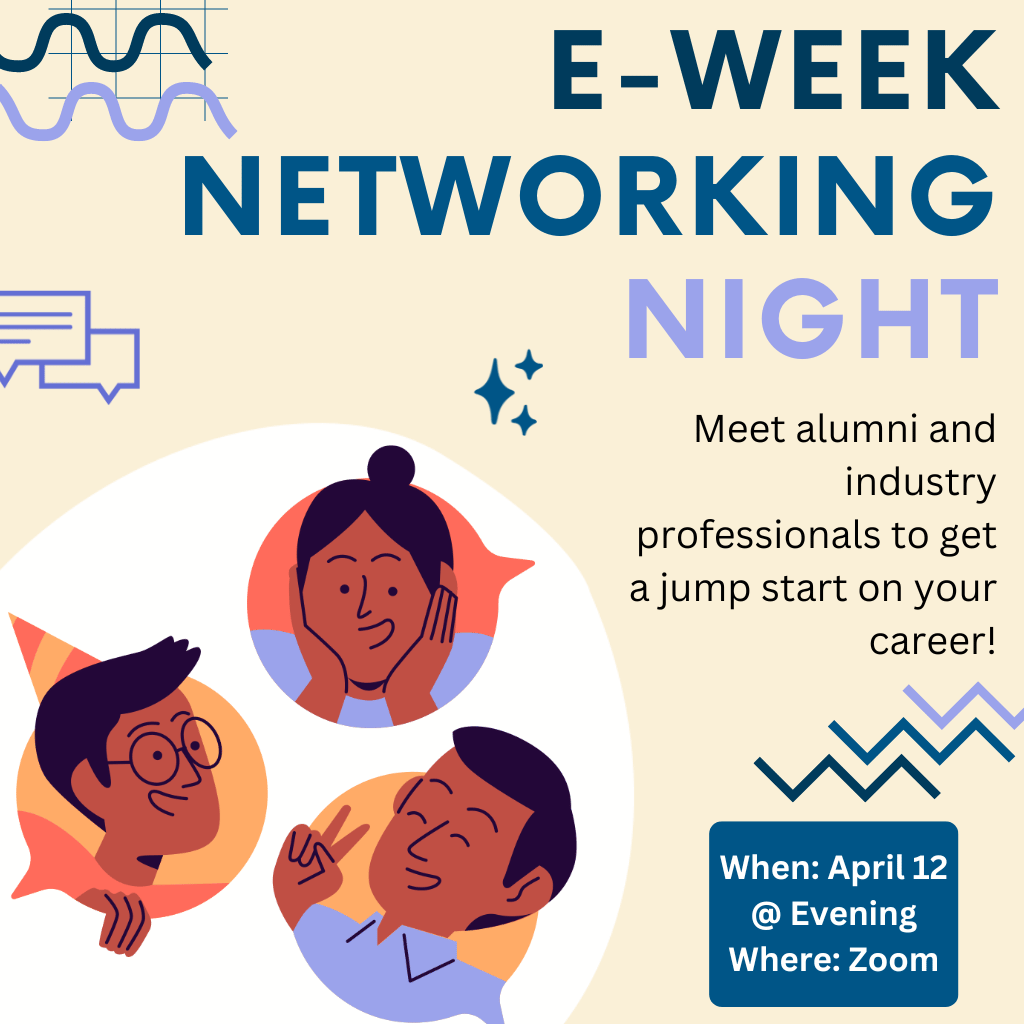 E-WEEK
NETWORKING
NIGHT
Meet alumni and
industry
professionals to get
a jump start on your
career!
When: April 12
@ Evening
Where: Zoom